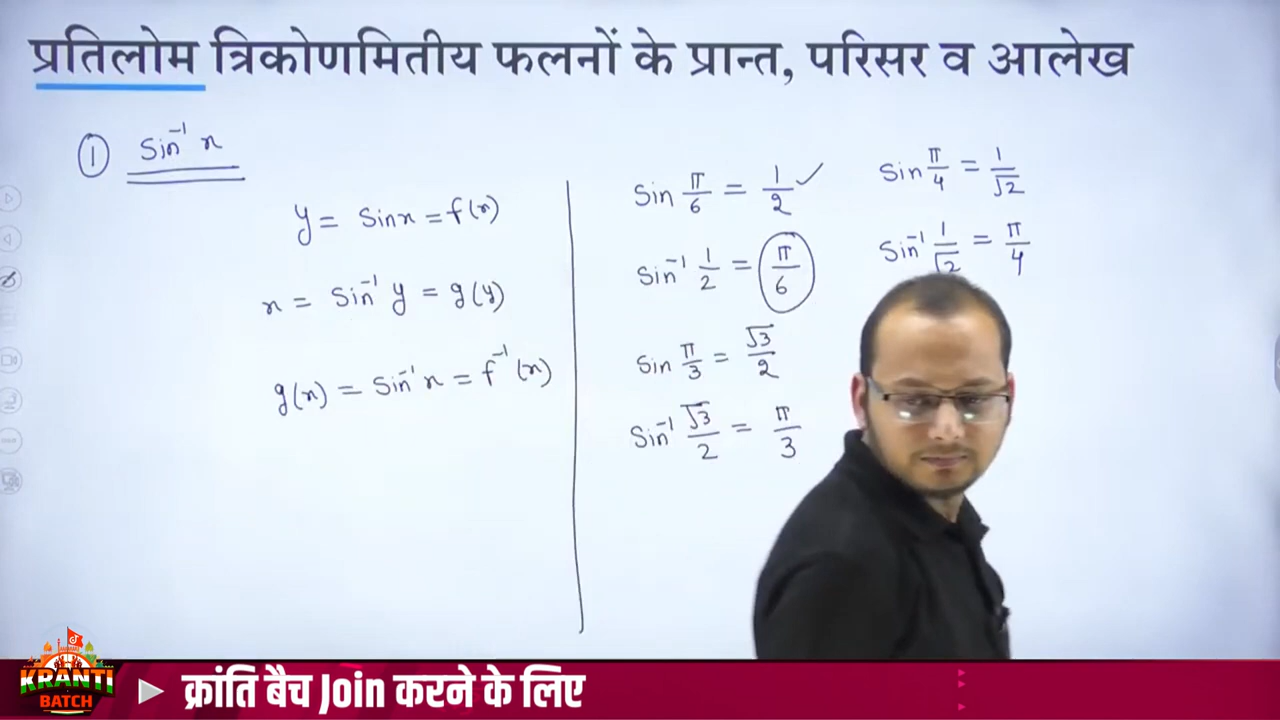 प्रतिलोम त्रिकोणमितीय फलनों के प्रान्त, परिसर व आलेख
① Sin⁻¹ x
y = Sinx = f(x)
x = Sin⁻¹ y = g(y)
g(x) = Sin⁻¹x = f⁻¹(x)
Sin π/6 = 1/2 ✓
Sin⁻¹ 1/2 = π/6
Sin π/3 = √3/2
Sin⁻¹ √3/2 = π/3
Sin π/4 = 1/√2
Sin⁻¹ 1/√2 = π/4
KRANTI
BATCH
क्रांति बैच Join करने के लिए